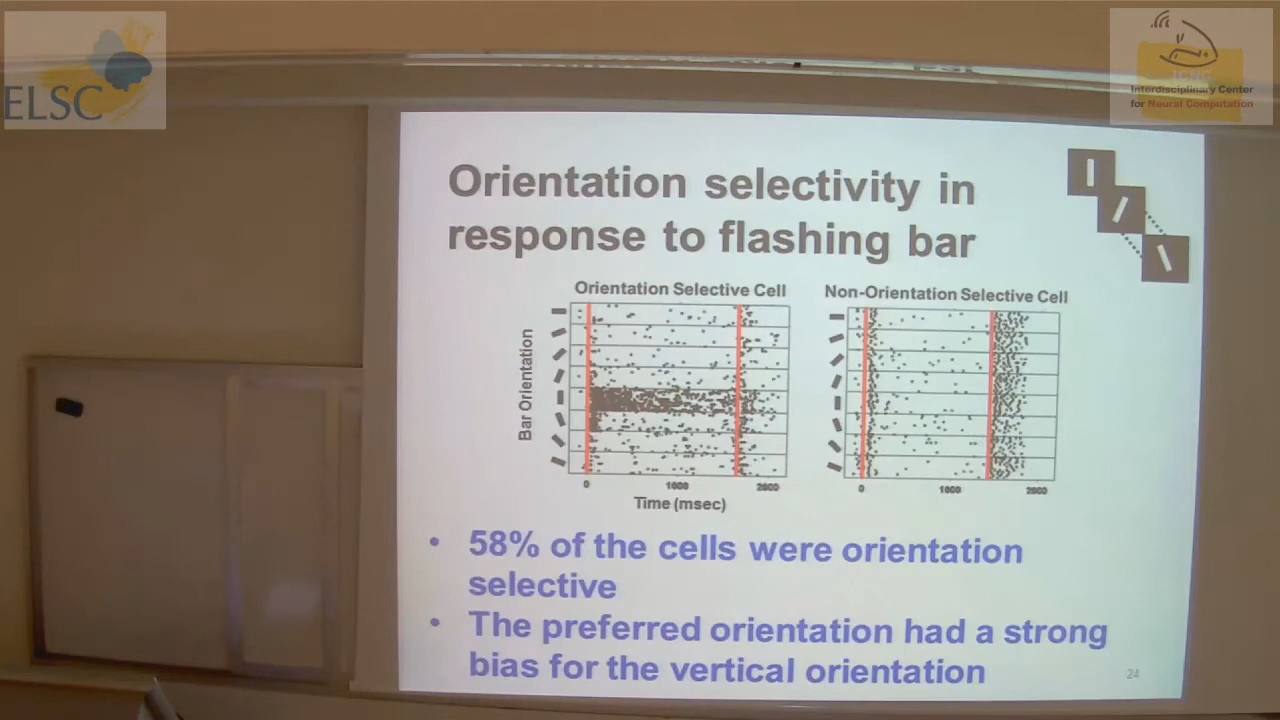 ELSC
ICNC
Interdisciplinary Center
for Neural Computation
Orientation selectivity in
response to flashing bar
Orientation Selective Cell
Non-Orientation Selective Cell
Bar Orientation
0 1000 2000
0 1000 2000
Time (msec)
• 58% of the cells were orientation
selective
• The preferred orientation had a strong
bias for the vertical orientation
24